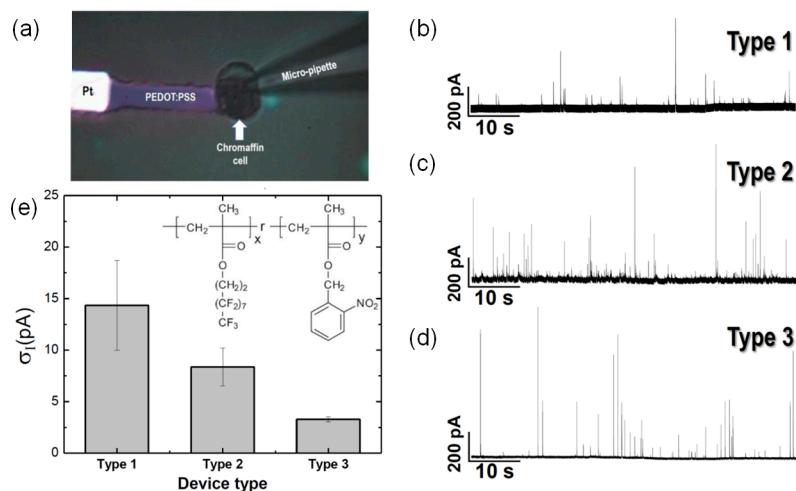 (a)
Pt
PEDOT:PSS
Micro-pipette
Chromaffin
cell
(b)
Type 1
200 pA
10 s
(c)
Type 2
200 pA
10 s
(d)
Type 3
200 pA
10 s
(e)
25
20
15
10
5
0
σI(pA)
CH3
CH2
x
r
CH2
CH3
y
O
O
(CH2)2
(CF2)7
CF3
O
O
CH2
NO2
Type 1
Type 2
Type 3
Device type